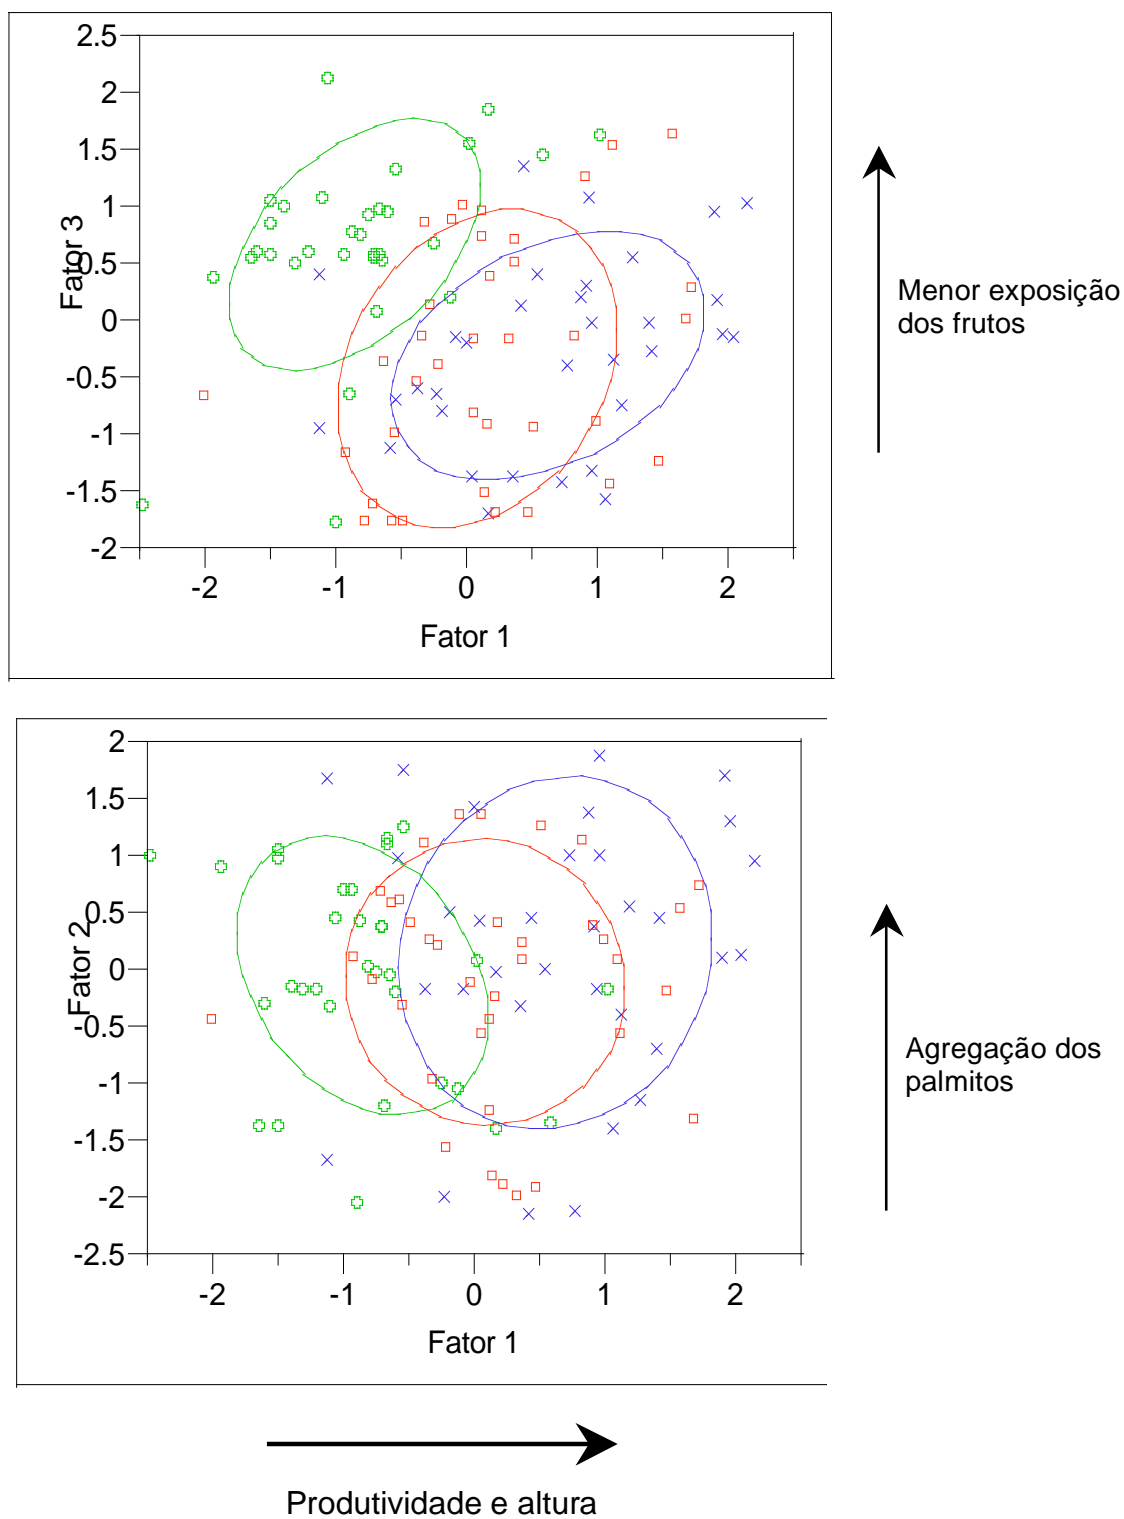 2.5
2
1.5
1
0.5
0
-0.5
-1
-1.5
-2
Fator 3
-2 -1 0 1 2
Fator 1
Menor exposição
dos frutos
2
1.5
1
0.5
0
-0.5
-1
-1.5
-2
-2.5
Fator 2
-2 -1 0 1 2
Fator 1
Agregação dos
palmitos
Produtividade e altura